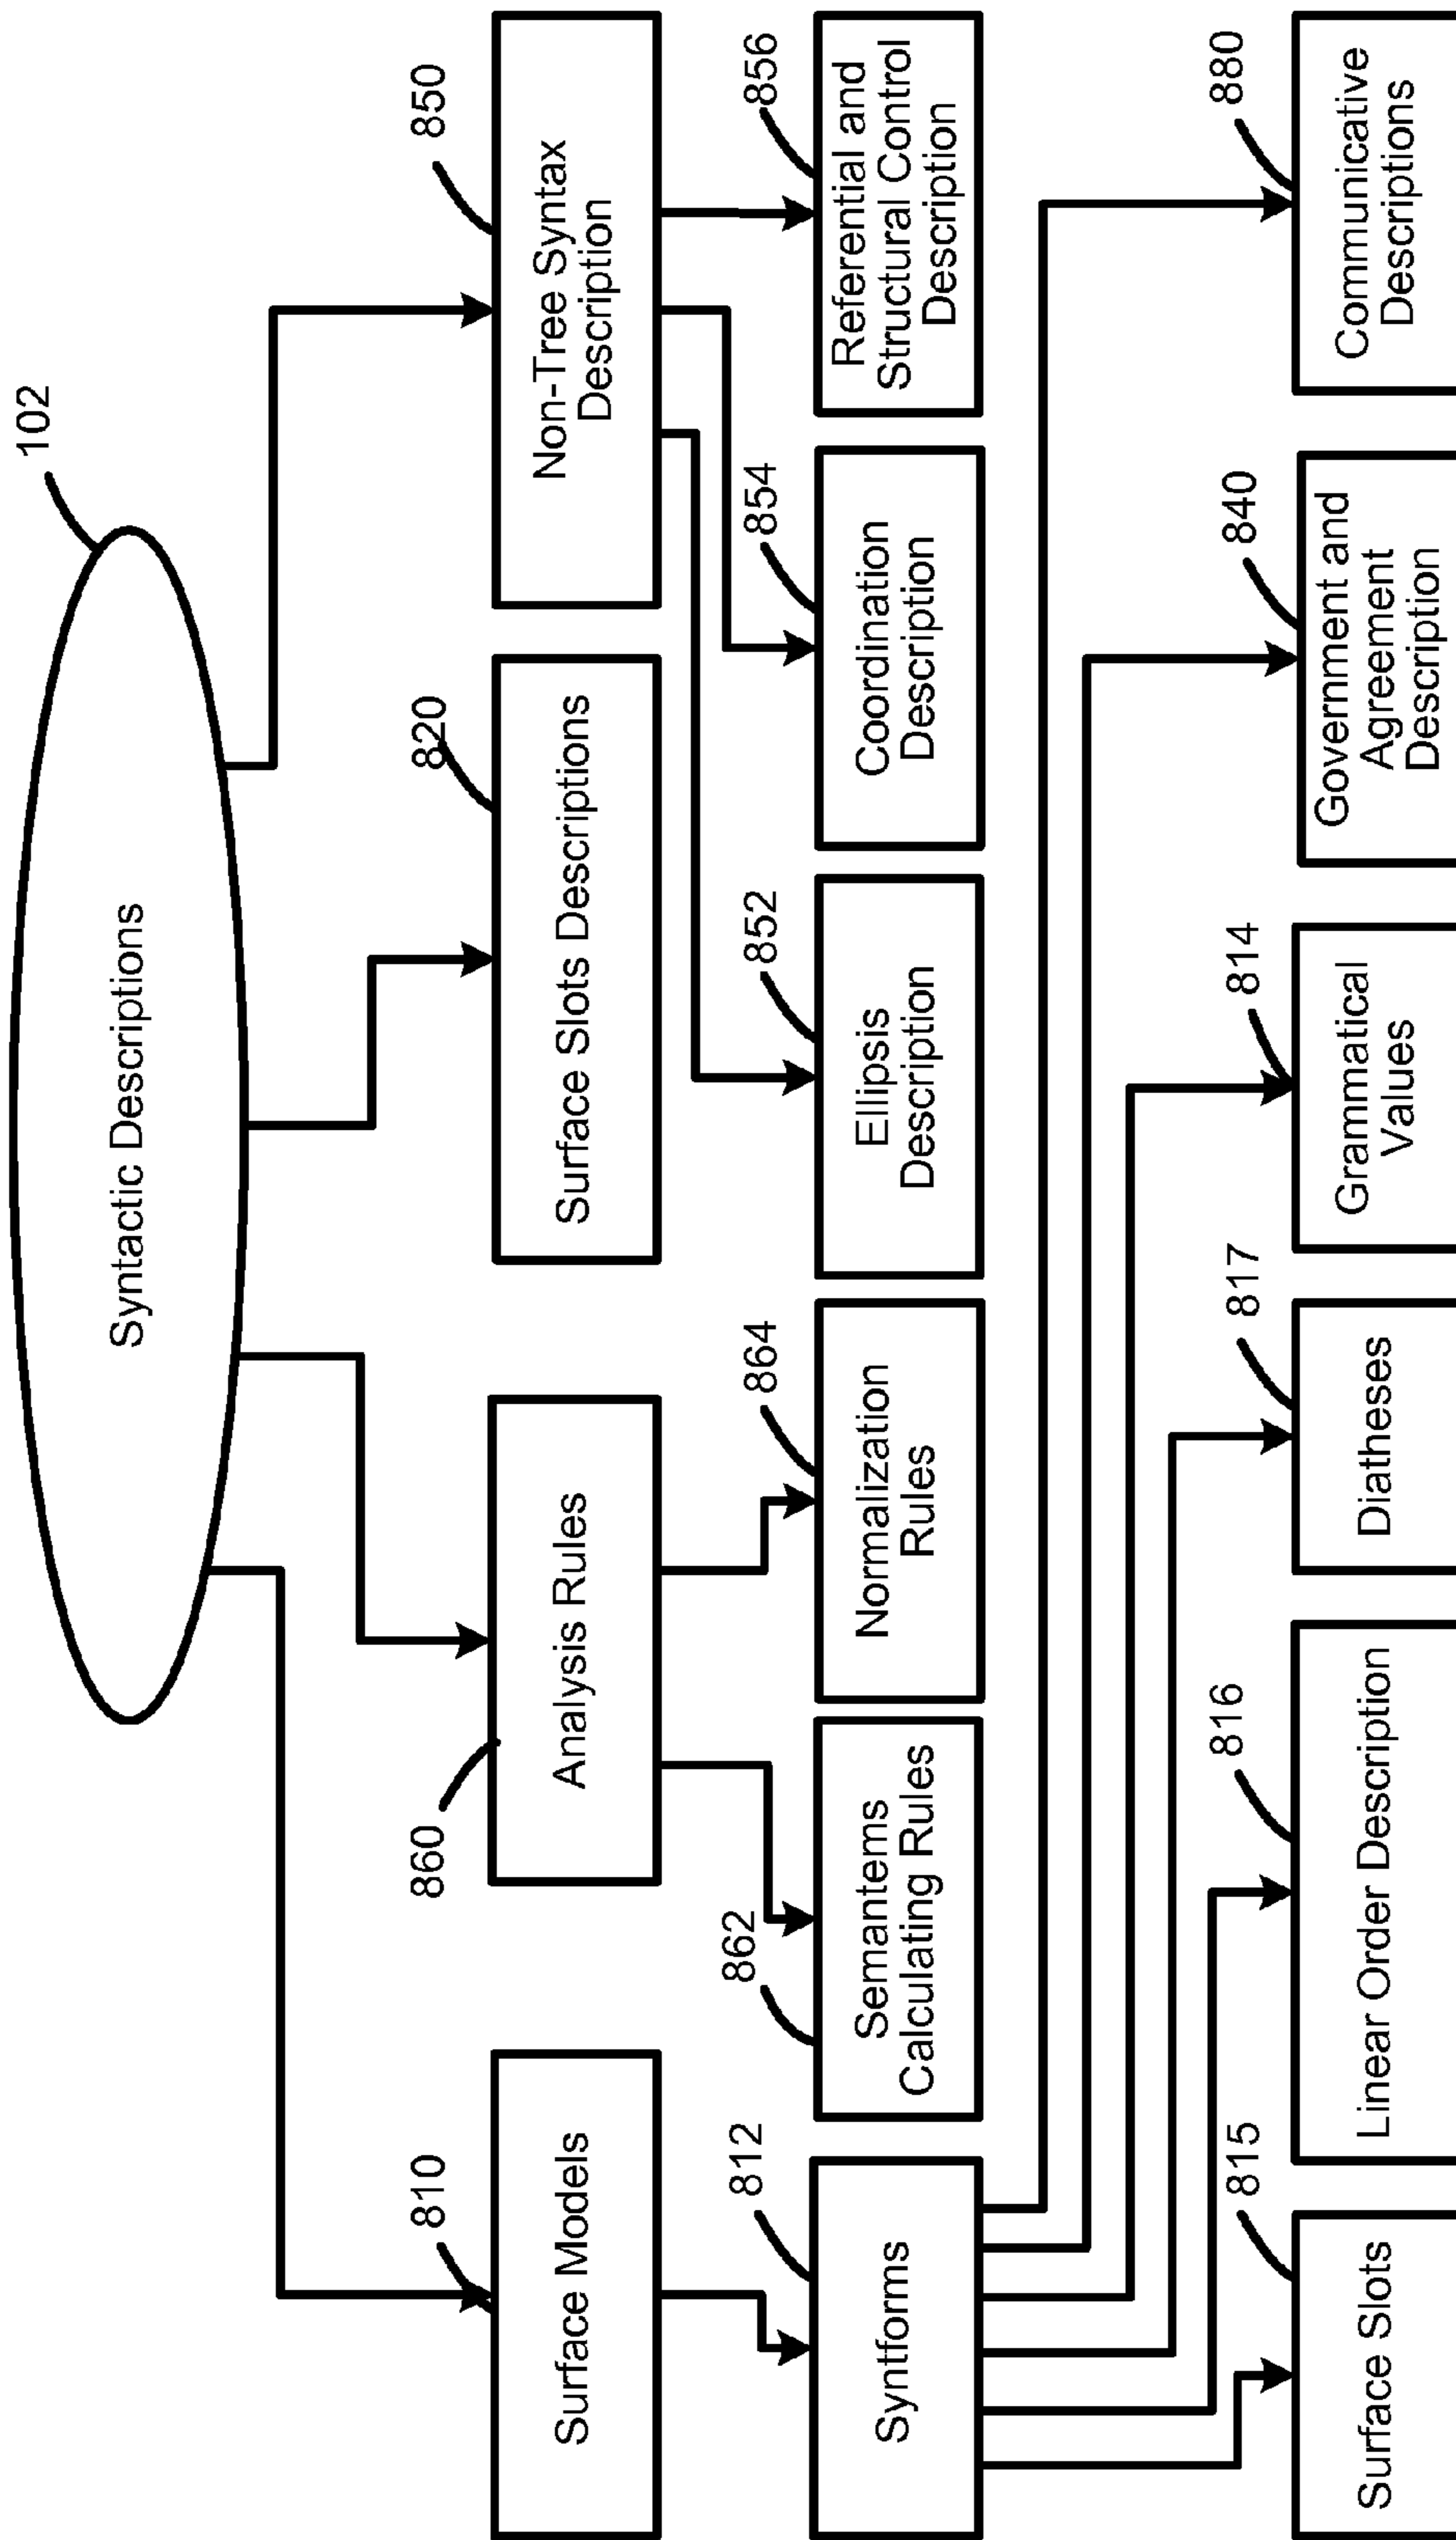 102
Syntactic Descriptions
810
Surface Models
860
Analysis Rules
820
Surface Slots Descriptions
850
Non-Tree Syntax
Description
812
Syntforms
862
Semantems
Calculating Rules
864
Normalization
Rules
852
Ellipsis
Description
854
Coordination
Description
856
Referential and
Structural Control
Description
815
Surface Slots
816
Linear Order Description
817
Diatheses
814
Grammatical
Values
840
Government and
Agreement
Description
880
Communicative
Descriptions